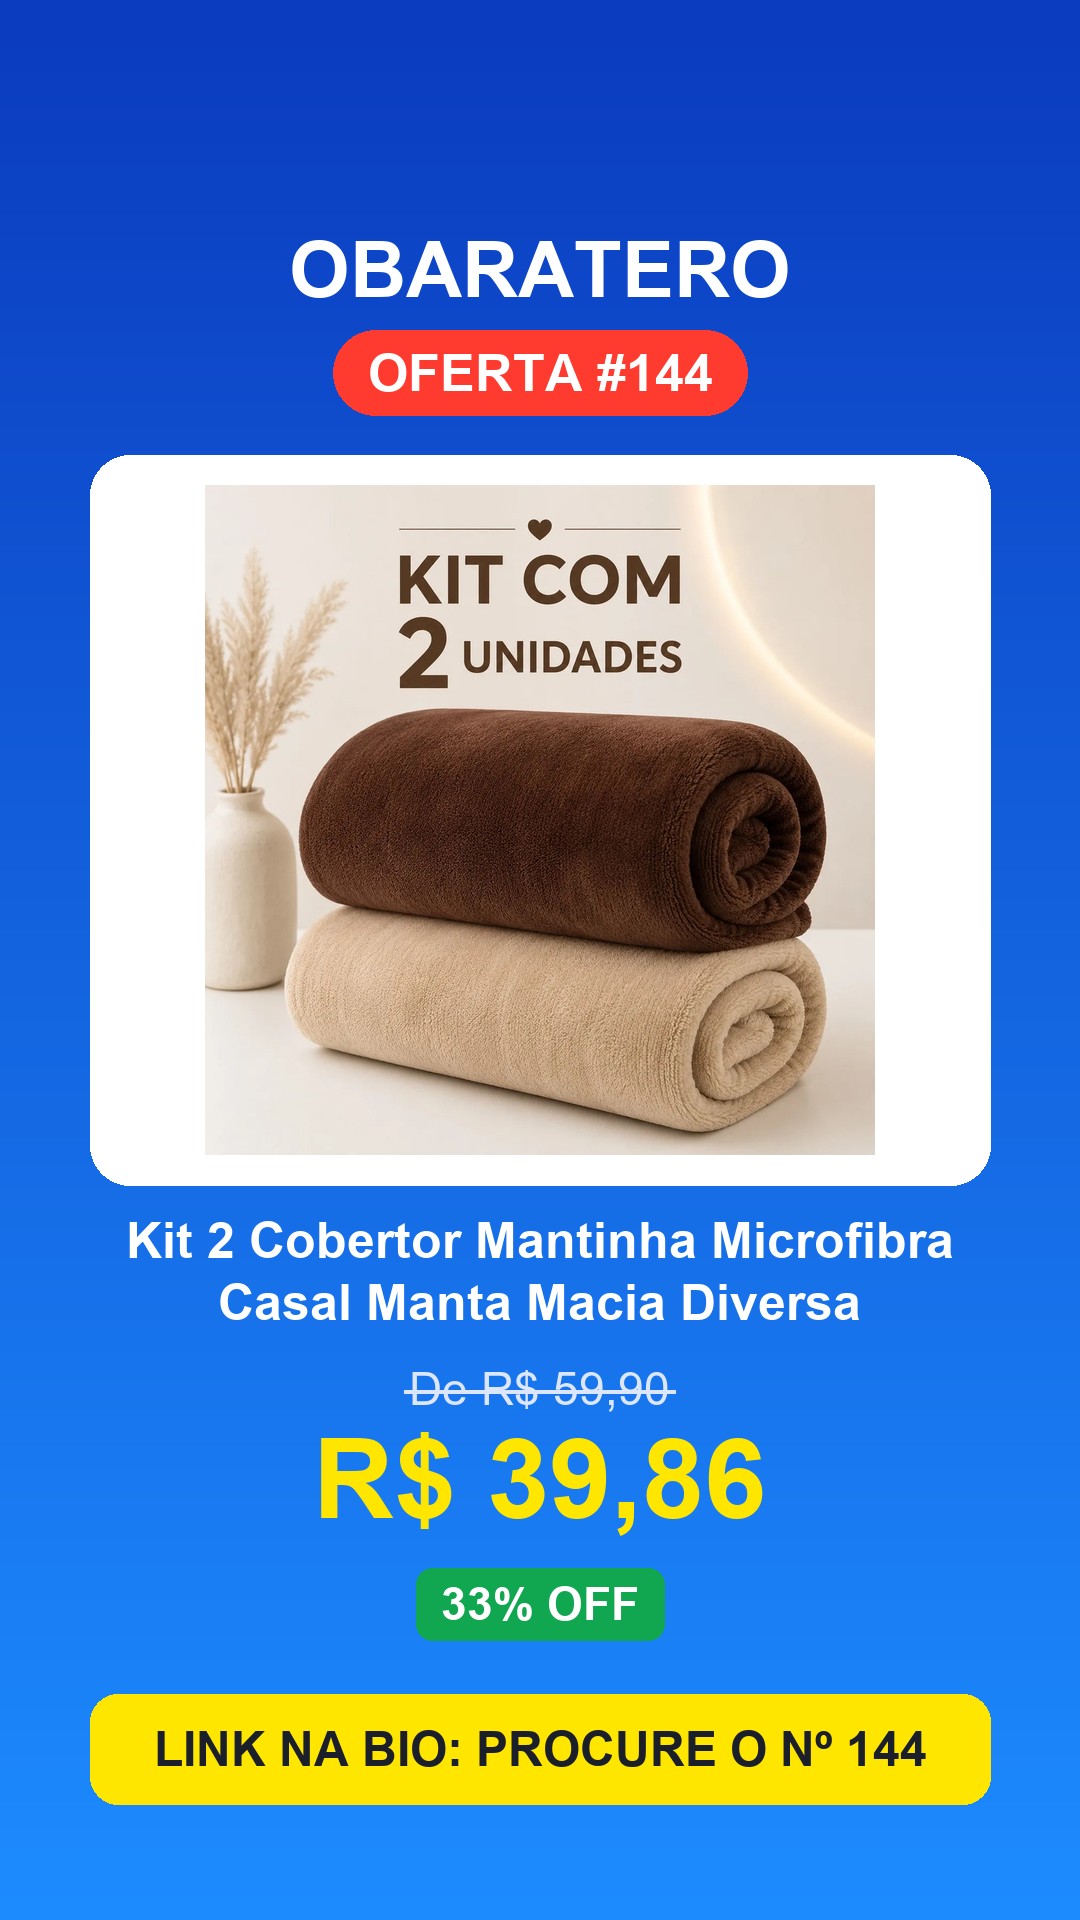 OBARATERO
OFERTA #144
KIT COM
2 UNIDADES
Kit 2 Cobertor Mantinha Microfibra
Casal Manta Macia Diversa
De R$ 59,90
R$ 39,86
33% OFF
LINK NA BIO: PROCURE O Nº 144